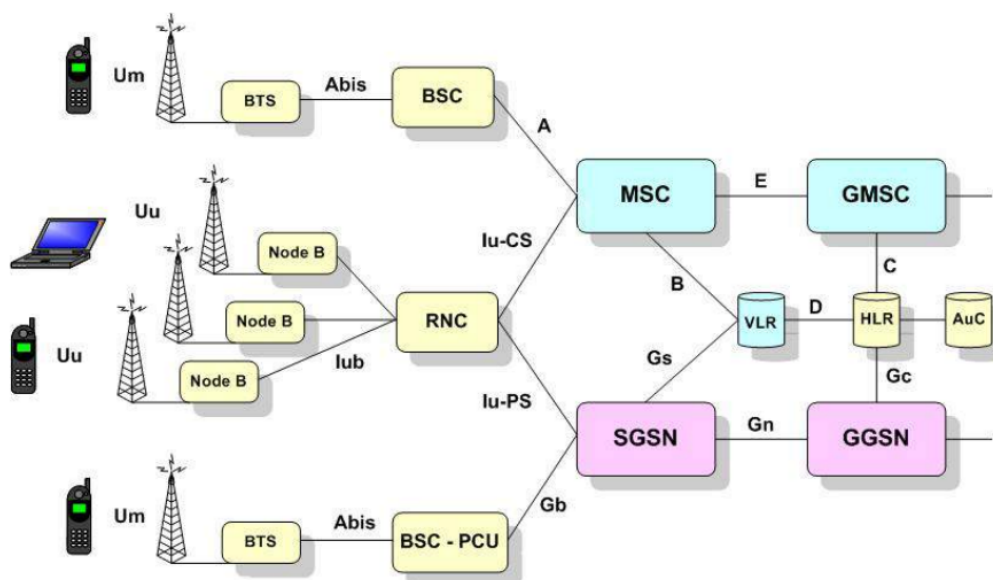 Um
BTS
Abis
BSC
A
MSC
E
GMSC
Uu
Node B
Iu-CS
B
C
Node B
RNC
VLR
D
HLR
AuC
Uu
Iub
Node B
Gs
Gc
Iu-PS
SGSN
Gn
GGSN
Um
BTS
Abis
BSC - PCU
Gb